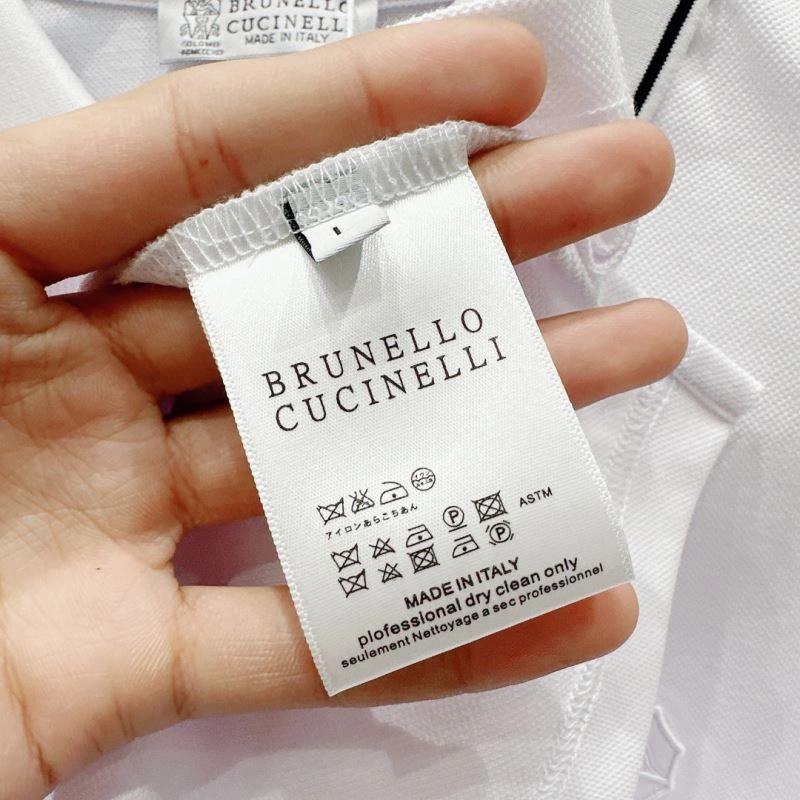 BRUNELLO
CUCINELLI
MADE IN ITALY
BRUNELLO
CUCINELLI
アイロンあらこちあん
P
ASTM
P
MADE IN ITALY
plofessional dry clean only
seulement Nettoyage a sec professionnel